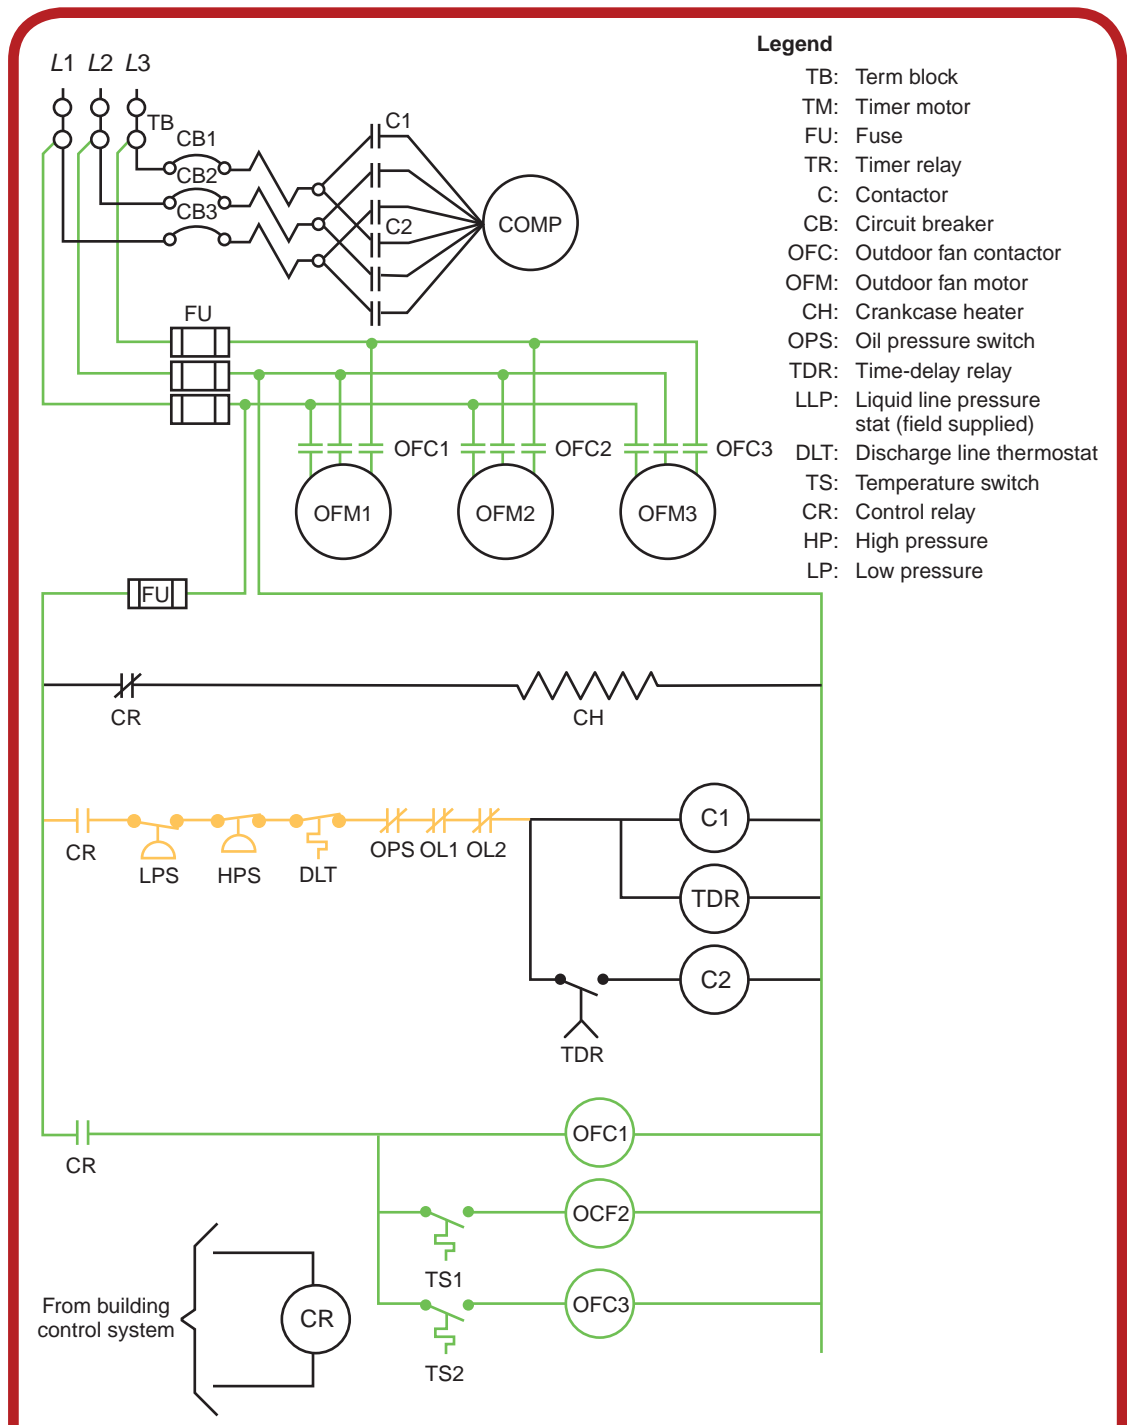 L1 L2 L3
TB
CB1
CB2
CB3
C1
C2
COMP
FU
OFC1
OFC2
OFC3
OFM1
OFM2
OFM3
Legend
TB: Term block
TM: Timer motor
FU: Fuse
TR: Timer relay
C: Contactor
CB: Circuit breaker
OFC: Outdoor fan contactor
OFM: Outdoor fan motor
CH: Crankcase heater
OPS: Oil pressure switch
TDR: Time-delay relay
LLP: Liquid line pressure
stat (field supplied)
DLT: Discharge line thermostat
TS: Temperature switch
CR: Control relay
HP: High pressure
LP: Low pressure
FU
CR
CH
CR
LPS
HPS
DLT
OPS OL1 OL2
C1
TDR
C2
TDR
CR
OFC1
OCF2
TS1
OFC3
TS2
From building
control system
CR